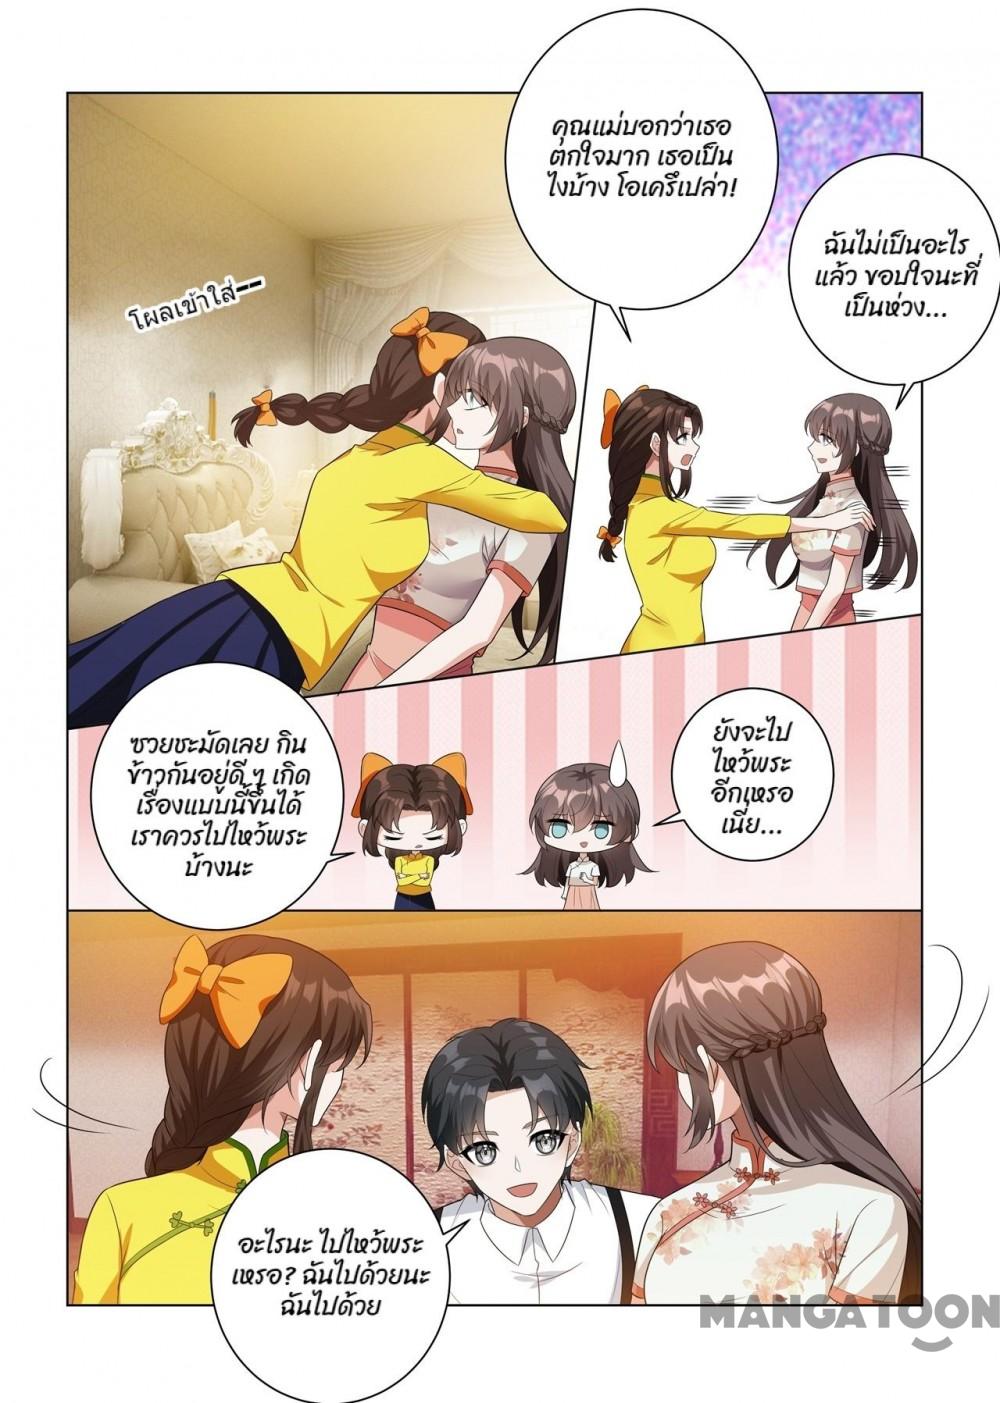 คุณแม่บอกว่าเธอ
ตกใจมาก เธอเป็น
ไงบ้าง โอเครึเปล่า!
ฉันไม่เป็นอะไร
แล้ว ขอบใจนะที่
เป็นห่วง...
โผลเข้าใส่--
ซวยชะมัดเลย กิน
ข้าวกันอยู่ดีๆ เกิด
เรื่องแบบนี้ขึ้นได้
เราควรไปไหว้พระ
บ้างนะ
ยังจะไป
ไหว้พระ
อีกเหรอ
เนี่ย...
อะไรนะ ไปไหว้พระ
เหรอ? ฉันไปด้วยนะ
ฉันไปด้วย
MANGATOON